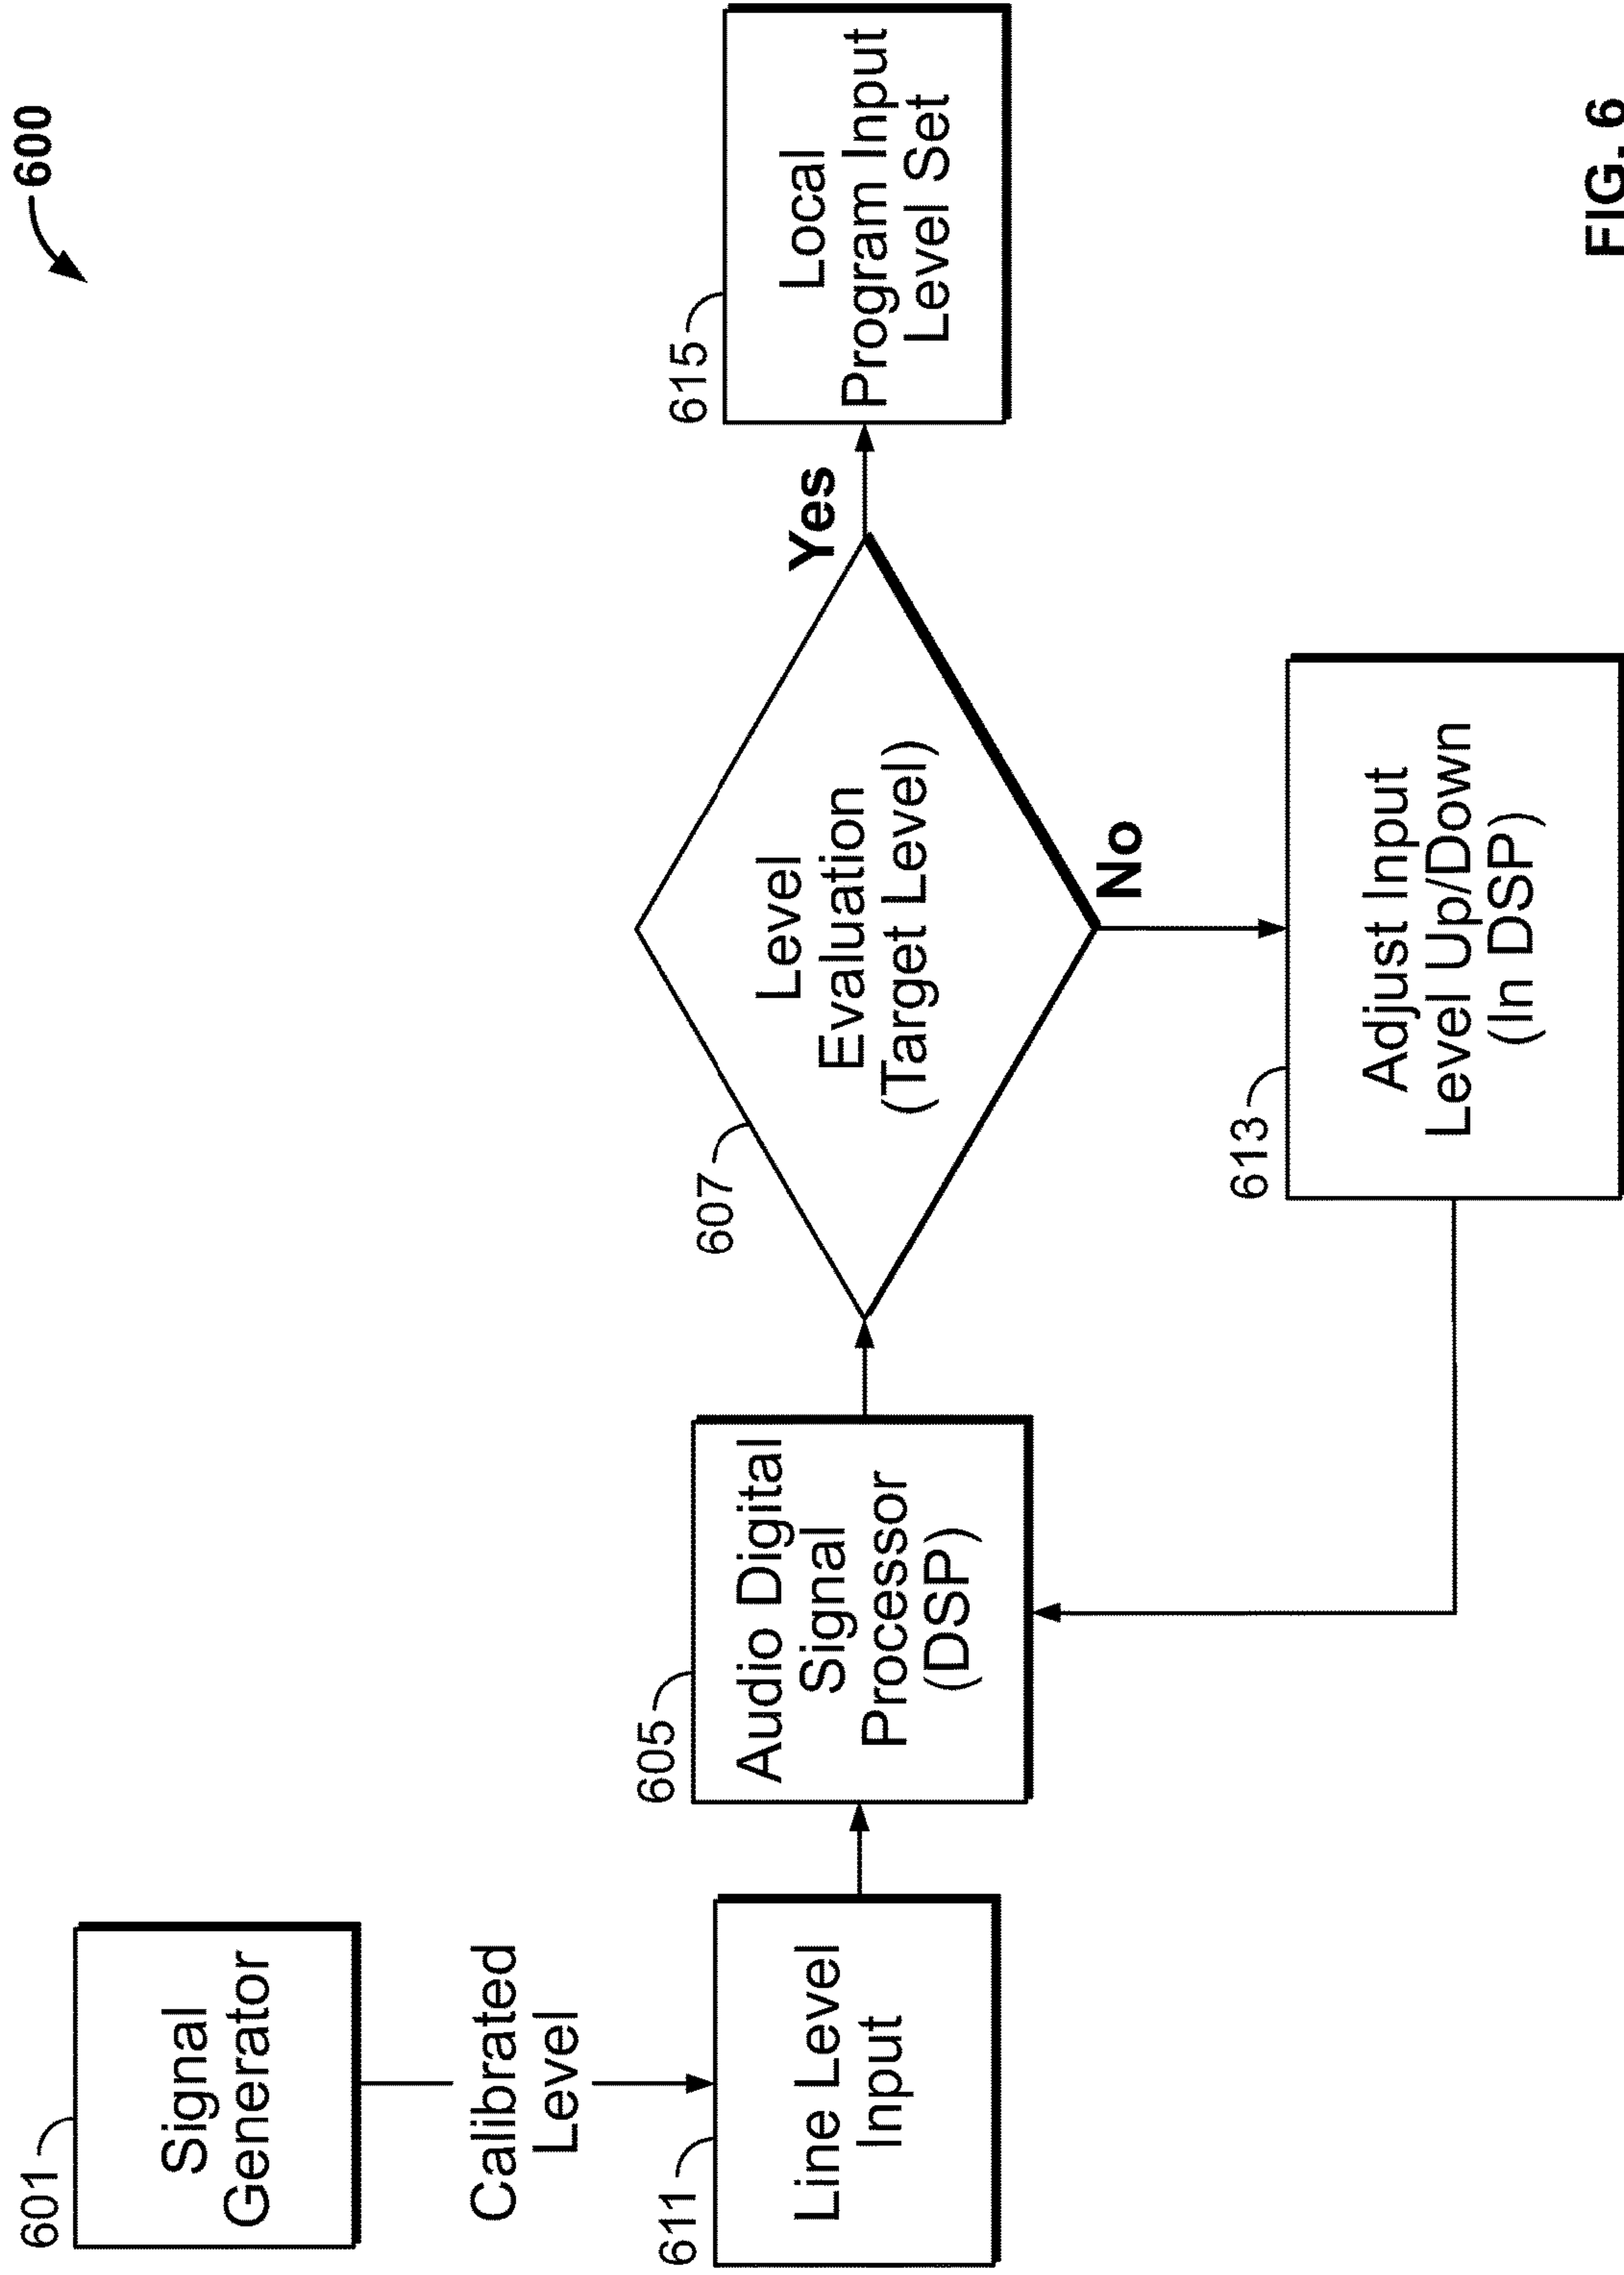 600
601
Signal
Generator
Calibrated
Level
611
Line Level
Input
605
Audio Digital
Signal
Processor
(DSP)
607
Level
Evaluation
(Target Level)
Yes
No
613
Adjust Input
Level Up/Down
(In DSP)
615
Local
Program Input
Level Set
FIG. 6